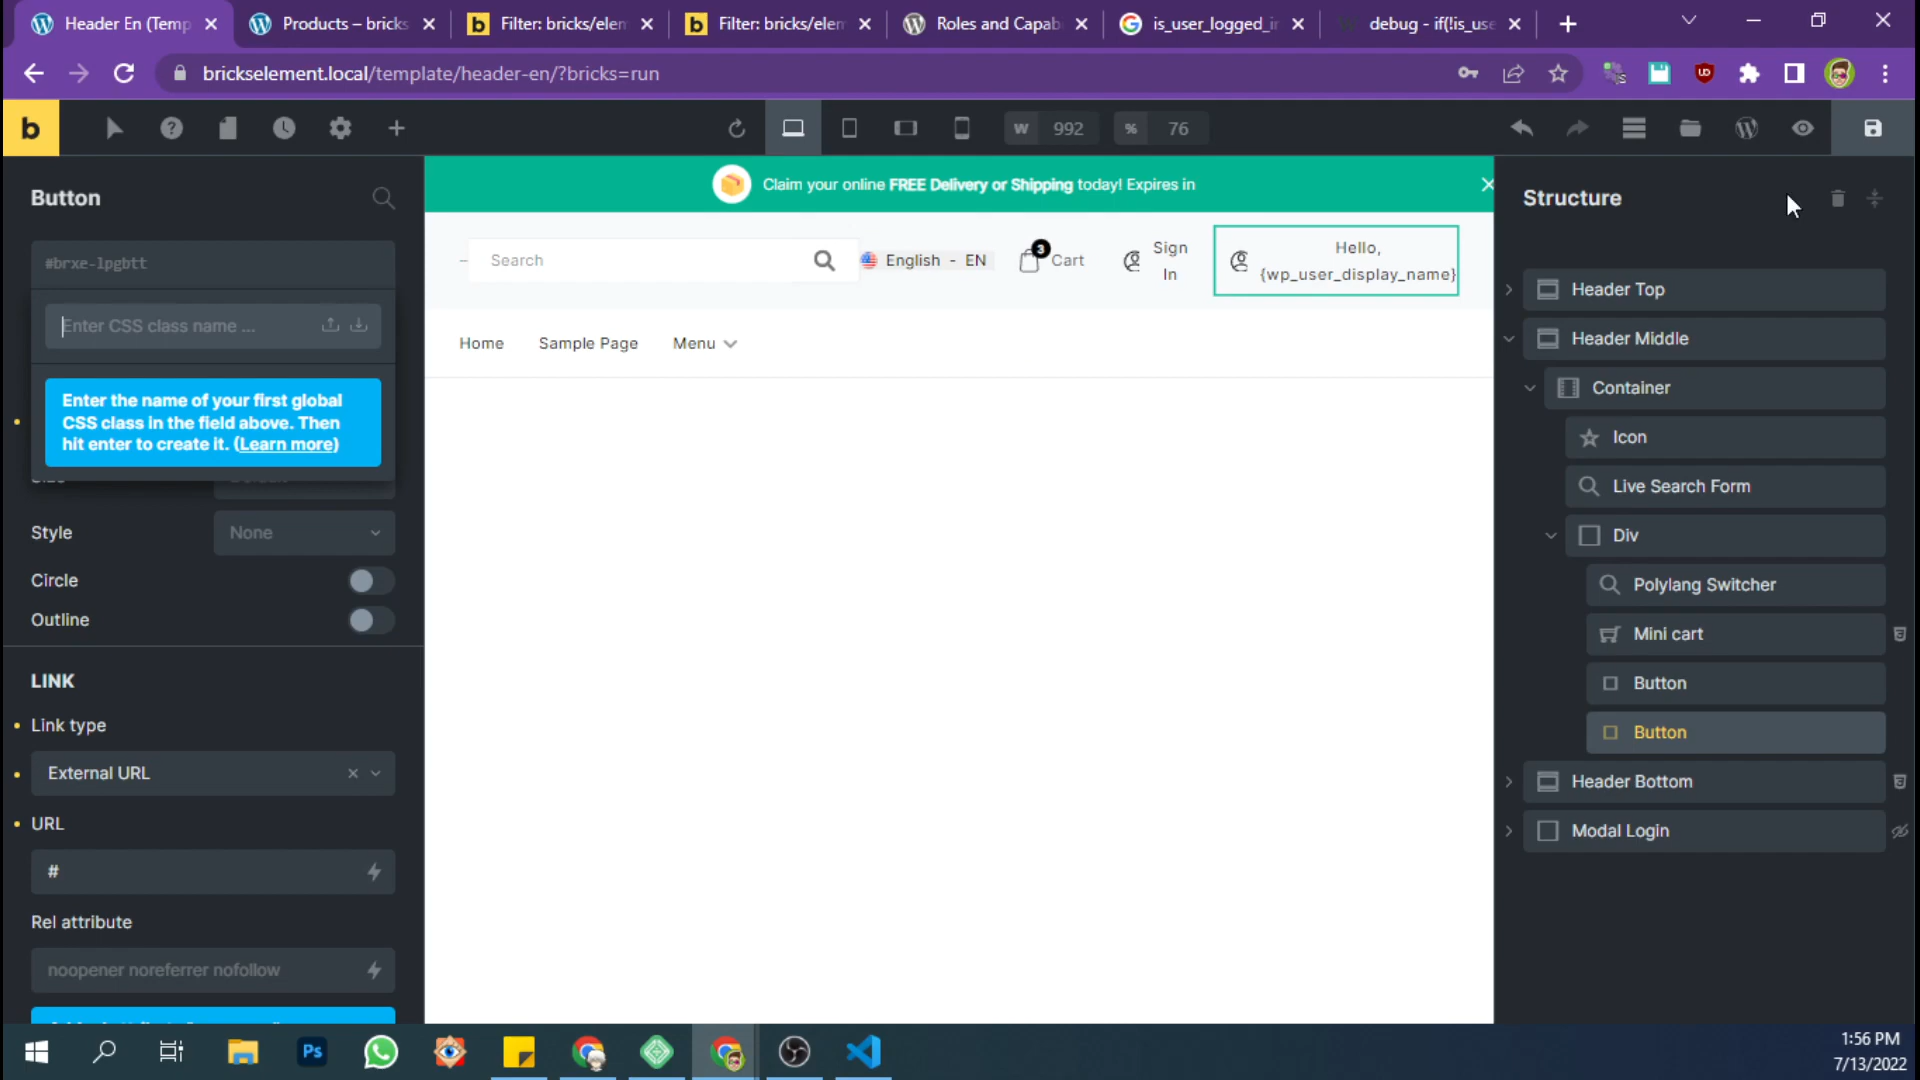 Header En (Temp
Products – bricks
Filter: bricks/elem
Filter: bricks/elem
Roles and Capab
is_user_logged_i
debug - if(!is_use
brickselement.local/template/header-en/?bricks=run
b
W 992
% 76
Button
#brxe-lpgbtt
Enter CSS class name ...
Enter the name of your first global
CSS class in the field above. Then
hit enter to create it. (Learn more)
Style
None
Circle
Outline
LINK
Link type
External URL
URL
#
Rel attribute
noopener noreferrer nofollow
Claim your online FREE Delivery or Shipping today! Expires in
Search
English - EN
3
Cart
Sign
In
Hello,
{wp_user_display_name}
Home
Sample Page
Menu
Structure
Header Top
Header Middle
Container
Icon
Live Search Form
Div
Polylang Switcher
Mini cart
Button
Button
Header Bottom
Modal Login
Ps
1:56 PM
7/13/2022